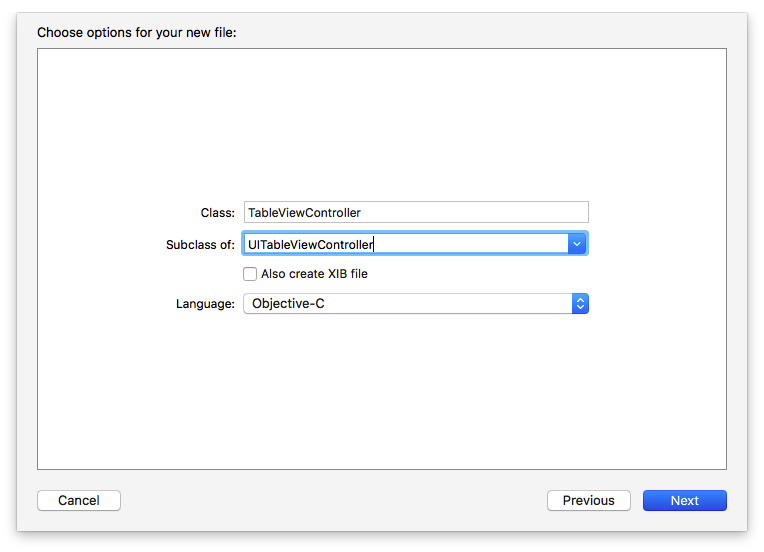 Choose options for your new file:
Class: TableViewController
Subclass of: UITableViewController
Also create XIB file
Language: Objective-C
Cancel Previous Next